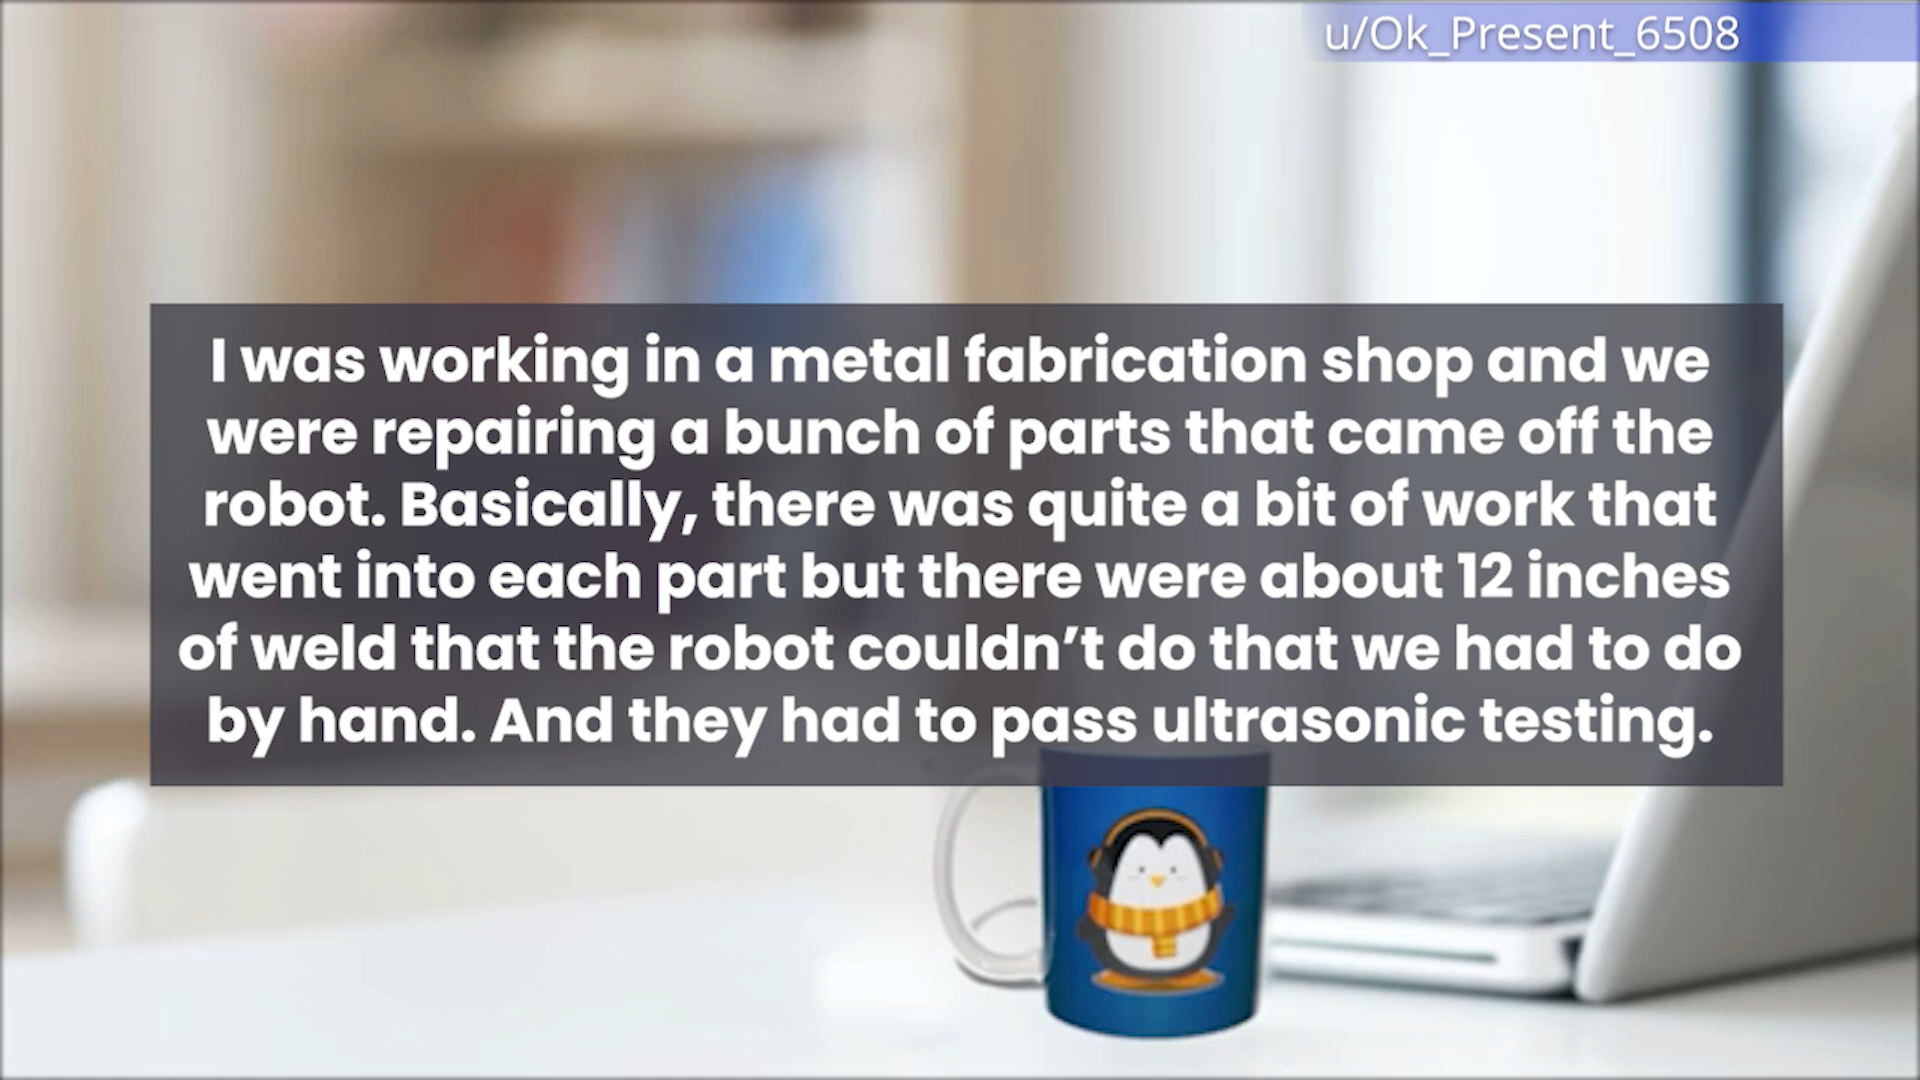 u/Ok_Present_6508
I was working in a metal fabrication shop and we
were repairing a bunch of parts that came off the
robot. Basically, there was quite a bit of work that
went into each part but there were about 12 inches
of weld that the robot couldn’t do that we had to do
by hand. And they had to pass ultrasonic testing.